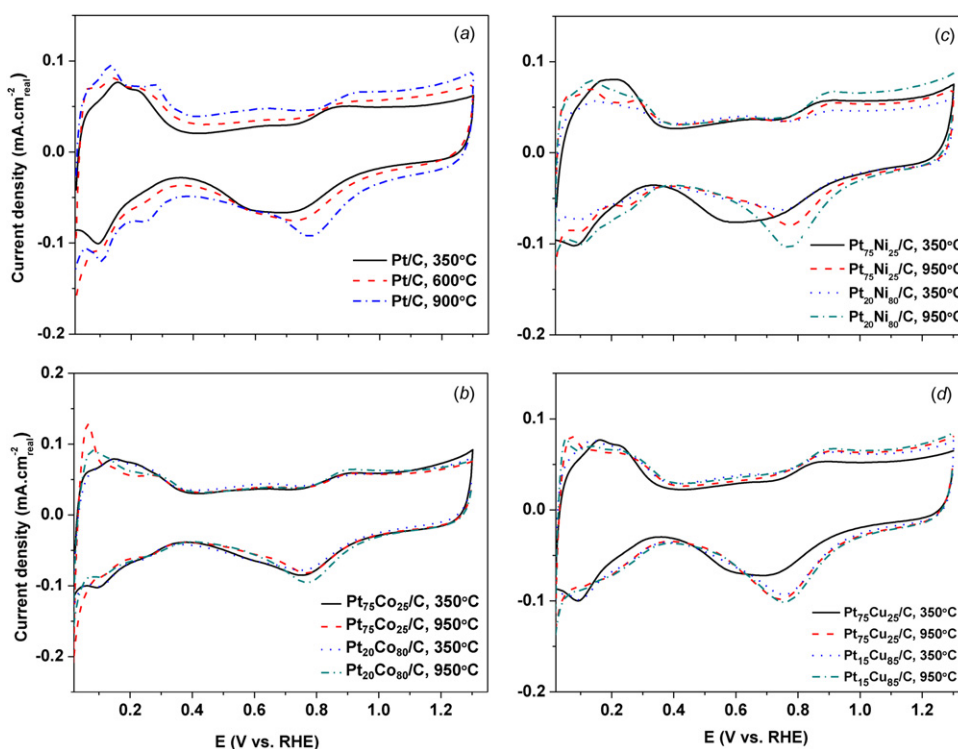 (a)
0.1
0.0
-0.1
-0.2
Current density (mA.cm⁻²real)
Pt/C, 350°C
Pt/C, 600°C
Pt/C, 900°C
(c)
0.1
0.0
-0.1
-0.2
Pt₇₅Ni₂₅/C, 350°C
Pt₇₅Ni₂₅/C, 950°C
Pt₂₀Ni₈₀/C, 350°C
Pt₂₀Ni₈₀/C, 950°C
(b)
0.2
0.1
0.0
-0.1
-0.2
Current density (mA.cm⁻²real)
Pt₇₅Co₂₅/C, 350°C
Pt₇₅Co₂₅/C, 950°C
Pt₂₀Co₈₀/C, 350°C
Pt₂₀Co₈₀/C, 950°C
0.2 0.4 0.6 0.8 1.0 1.2
E (V vs. RHE)
(d)
0.1
0.0
-0.1
-0.2
Pt₇₅Cu₂₅/C, 350°C
Pt₇₅Cu₂₅/C, 950°C
Pt₁₅Cu₈₅/C, 350°C
Pt₁₅Cu₈₅/C, 950°C
0.2 0.4 0.6 0.8 1.0 1.2
E (V vs. RHE)